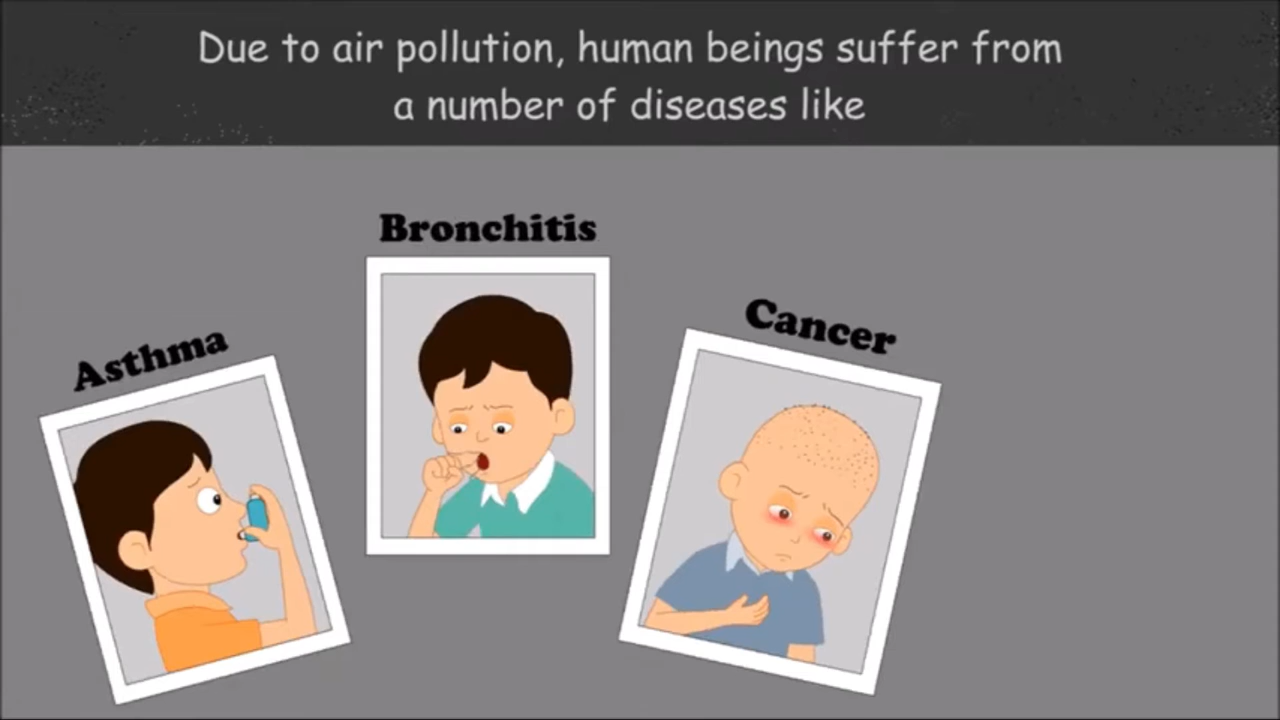 Due to air pollution, human beings suffer from
a number of diseases like
Asthma
Bronchitis
Cancer